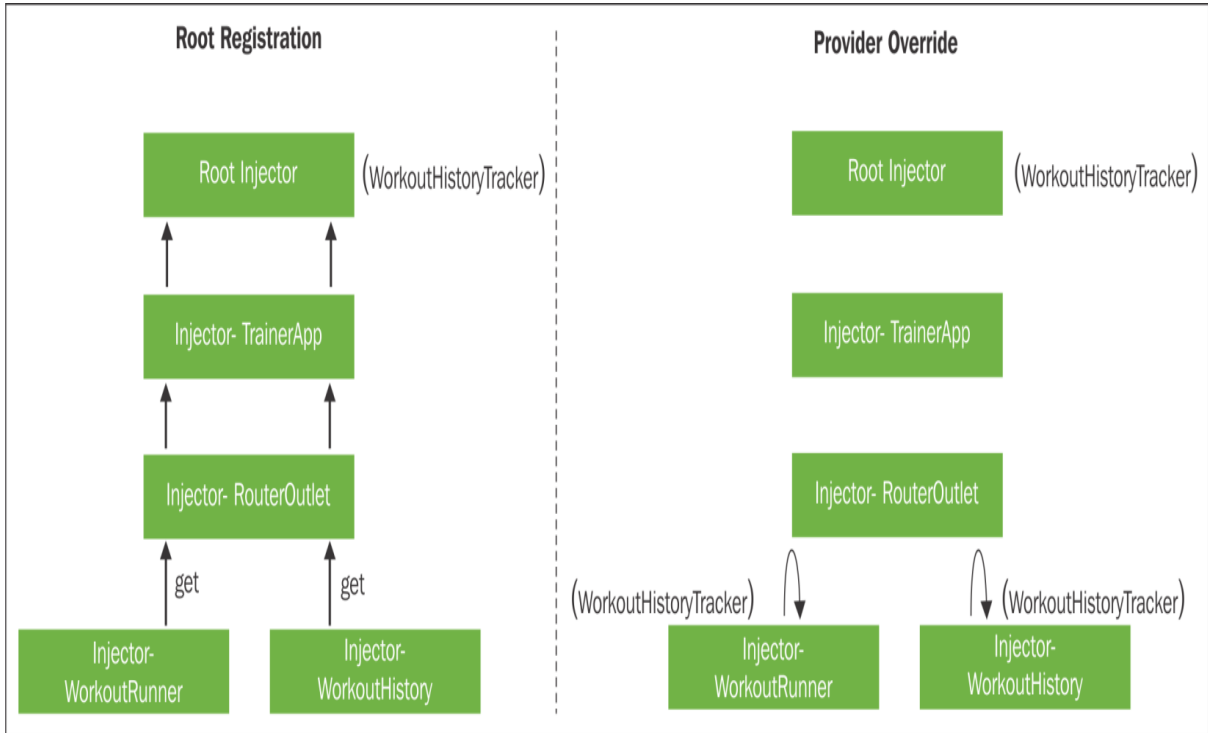 Root Registration
Root Injector
(WorkoutHistoryTracker)
Injector- TrainerApp
Injector- RouterOutlet
get
get
Injector-
WorkoutRunner
Injector-
WorkoutHistory
Provider Override
Root Injector
(WorkoutHistoryTracker)
Injector- TrainerApp
Injector- RouterOutlet
(WorkoutHistoryTracker)
(WorkoutHistoryTracker)
Injector-
WorkoutRunner
Injector-
WorkoutHistory